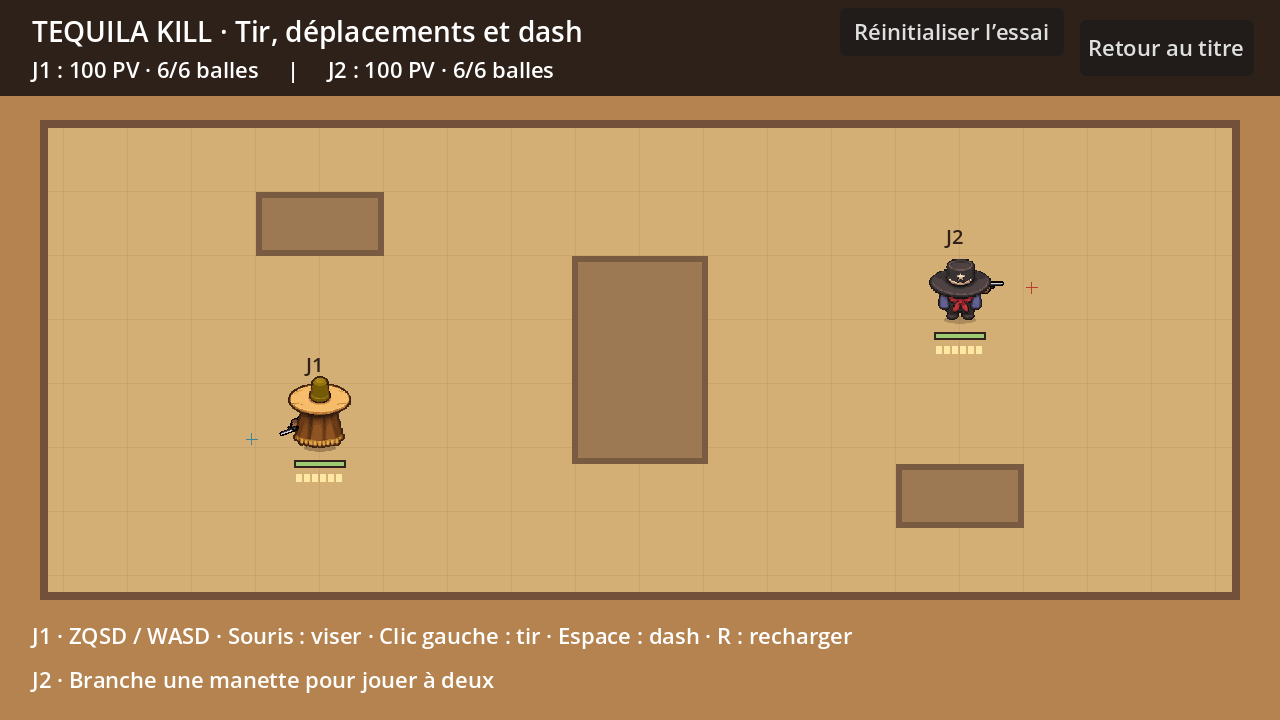 TEQUILA KILL · Tir, déplacements et dash
J1 : 100 PV · 6/6 balles | J2 : 100 PV · 6/6 balles
Réinitialiser l’essai
Retour au titre
J2
J1
J1 · ZQSD / WASD · Souris : viser · Clic gauche : tir · Espace : dash · R : recharger
J2 · Branche une manette pour jouer à deux